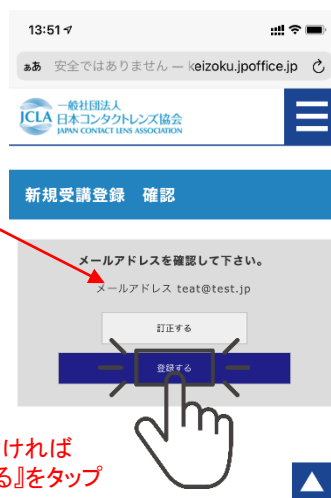 13:51
ぁあ 安全ではありません — keizoku.jpoffice.jp
JCLA 一般社団法人
日本コンタクトレンズ協会
JAPAN CONTACT LENS ASSOCIATION
新規受講登録 確認
メールアドレスを確認して下さい。
メールアドレス teat@test.jp
訂正する
登録する
ければ
る』をタップ